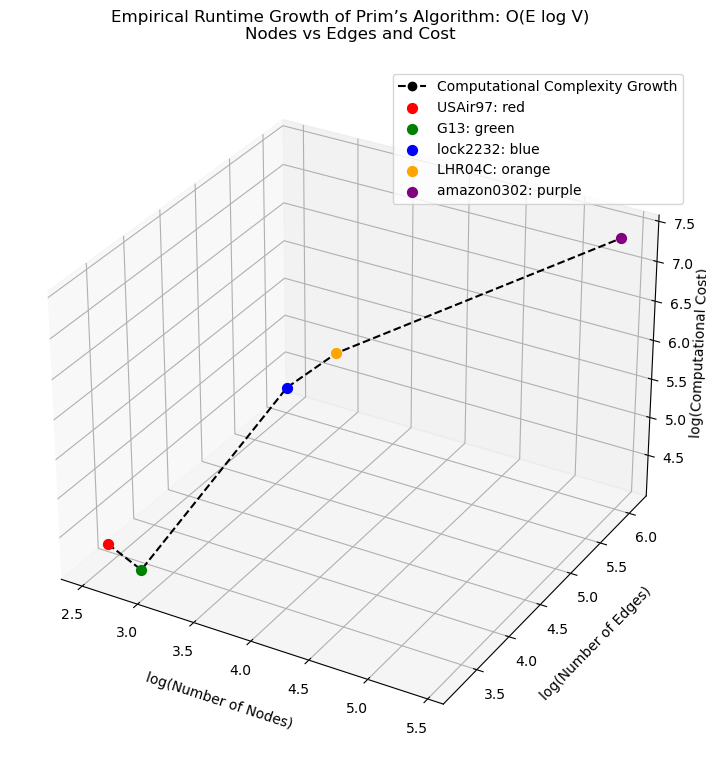 Empirical Runtime Growth of Prim’s Algorithm: O(E log V)
Nodes vs Edges and Cost
Computational Complexity Growth
USAir97: red
G13: green
lock2232: blue
LHR04C: orange
amazon0302: purple
7.5
7.0
6.5
6.0
5.5
5.0
4.5
log(Computational Cost)
6.0
5.5
5.0
4.5
4.0
3.5
log(Number of Edges)
2.5
3.0
3.5
4.0
4.5
5.0
5.5
log(Number of Nodes)